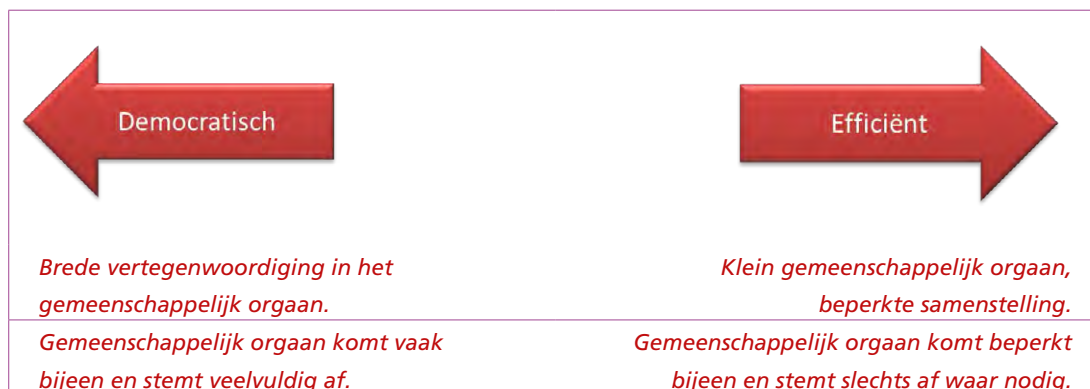 Democratisch
Efficiënt
Brede vertegenwoordiging in het
gemeenschappelijk orgaan.
Klein gemeenschappelijk orgaan,
beperkte samenstelling.
Gemeenschappelijk orgaan komt vaak
bijeen en stemt veelvuldig af.
Gemeenschappelijk orgaan komt beperkt
bijeen en stemt slechts af waar nodig.